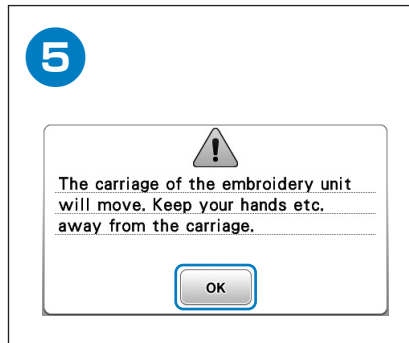 5
The carriage of the embroidery unit
will move. Keep your hands etc.
away from the carriage.
OK